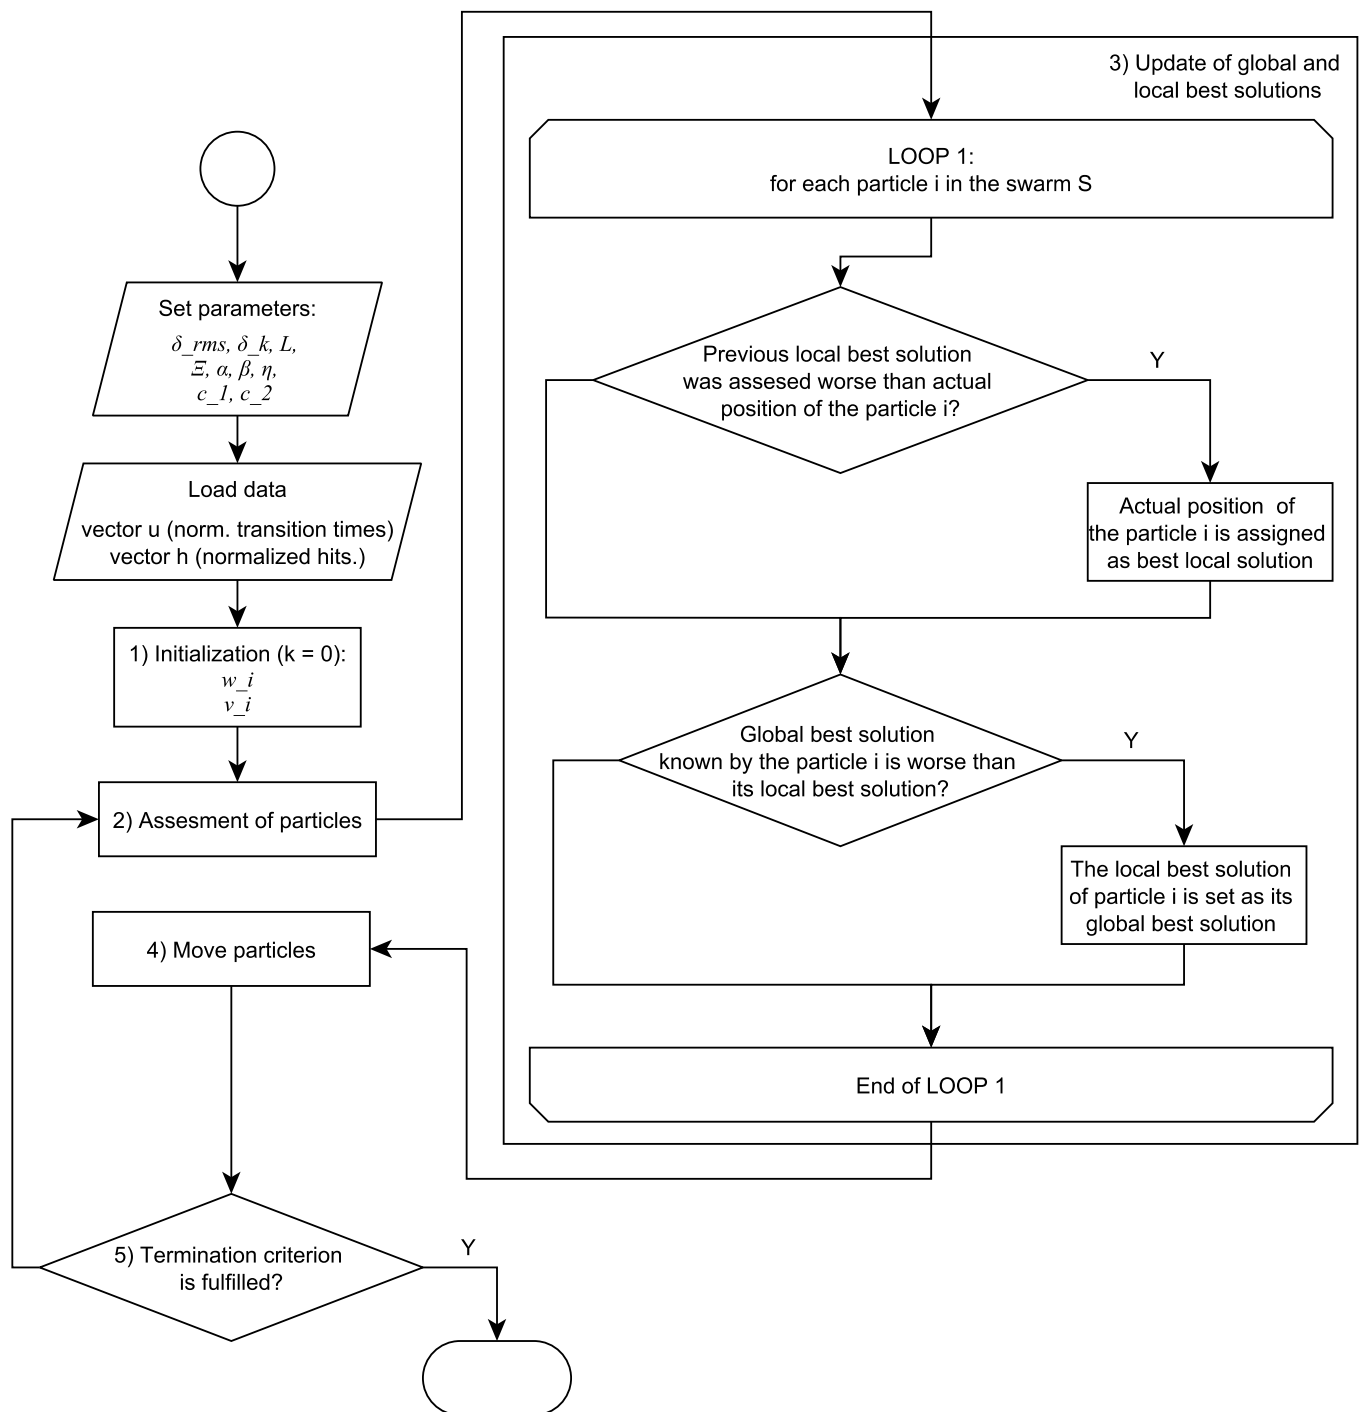 Set parameters:
δ_rms, δ_k, L,
Ξ, α, β, η,
c_1, c_2
Load data
vector u (norm. transition times)
vector h (normalized hits.)
1) Initialization (k = 0):
w_i
v_i
2) Assesment of particles
3) Update of global and
local best solutions
LOOP 1:
for each particle i in the swarm S
Previous local best solution
was assesed worse than actual
position of the particle i?
Y
Actual position of
the particle i is assigned
as best local solution
Global best solution
known by the particle i is worse than
its local best solution?
Y
The local best solution
of particle i is set as its
global best solution
End of LOOP 1
4) Move particles
5) Termination criterion
is fulfilled?
Y